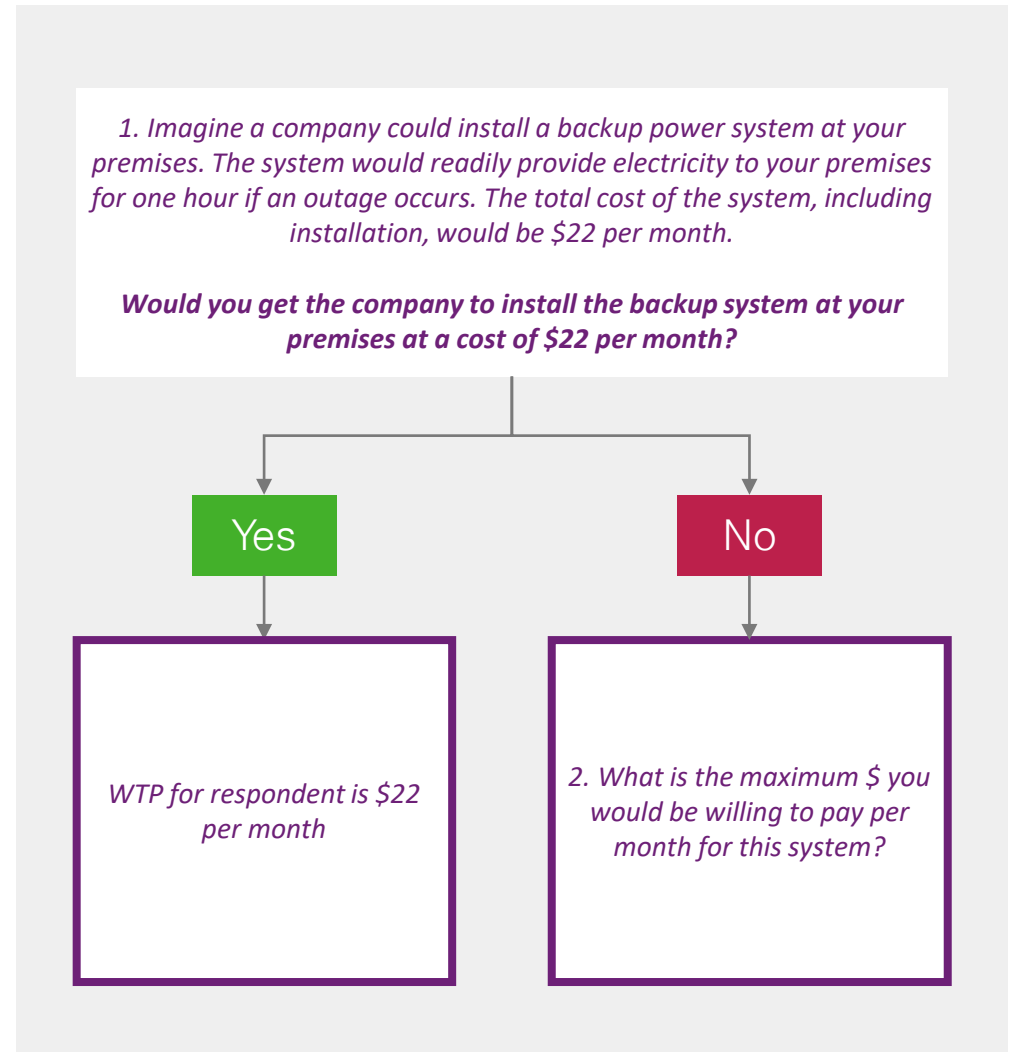 1. Imagine a company could install a backup power system at your
premises. The system would readily provide electricity to your premises
for one hour if an outage occurs. The total cost of the system, including
installation, would be $22 per month.
Would you get the company to install the backup system at your
premises at a cost of $22 per month?
Yes
No
WTP for respondent is $22
per month
2. What is the maximum $ you
would be willing to pay per
month for this system?